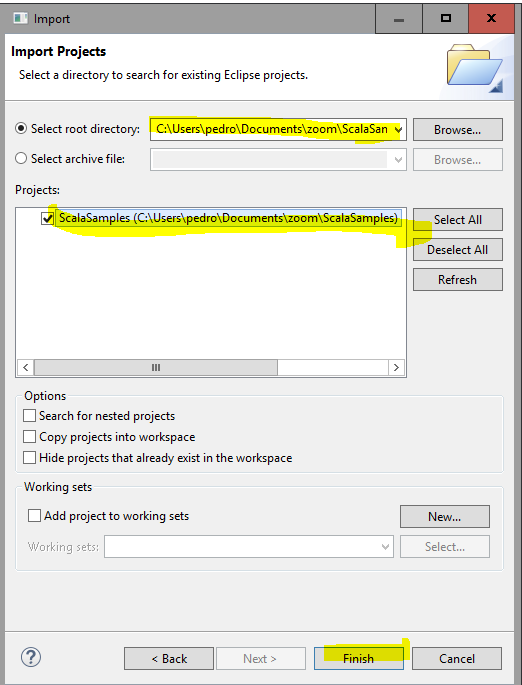 Import
Import Projects
Select a directory to search for existing Eclipse projects.
Select root directory: C:\Users\pedro\Documents\zoom\ScalaSan Browse...
Select archive file: Browse...
Projects:
ScalaSamples (C:\Users\pedro\Documents\zoom\ScalaSamples) Select All
Deselect All
Refresh
Options
Search for nested projects
Copy projects into workspace
Hide projects that already exist in the workspace
Working sets
Add project to working sets New...
Working sets: Select...
? < Back Next > Finish Cancel